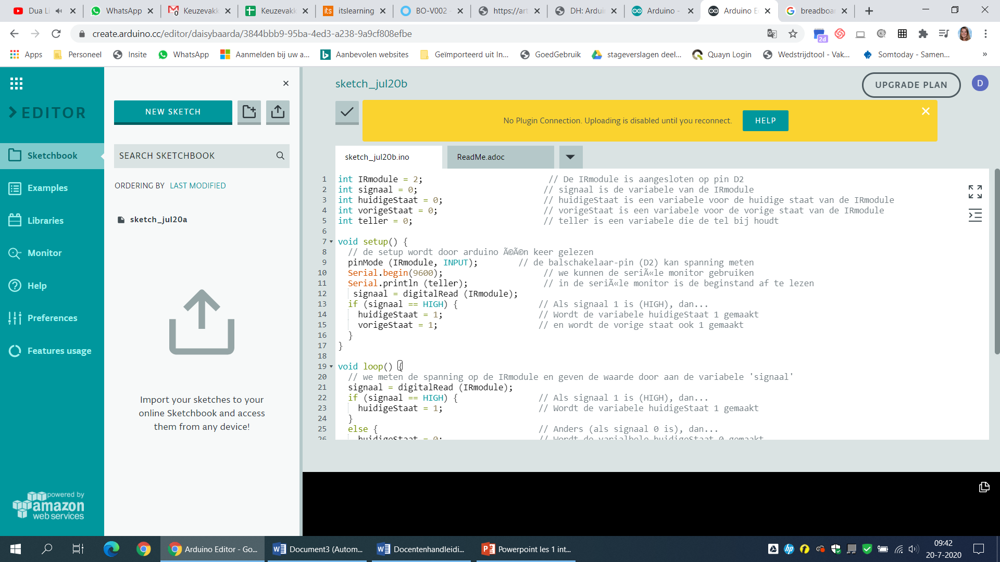 Dua Li
WhatsApp
Keuzevakk
Keuzevakk
itslearning
BO-V002 -
https://art
DH: Ardui
Arduino -
Arduino E
breadboa
create.arduino.cc/editor/daisybaarda/3844bbb9-95ba-4ed3-a238-9a9cf808efbe
2d
Apps
Personeel
Insite
WhatsApp
Aanmelden bij uw a...
Aanbevolen websites
Geïmporteerd uit In...
GoedGebruik
stageverslagen deel...
Quayn Login
Wedstrijdtool - Vak...
Somtoday - Samen...
»
EDITOR
Sketchbook
Examples
Libraries
Monitor
Help
Preferences
Features usage
powered by
amazon
web services
NEW SKETCH
SEARCH SKETCHBOOK
ORDERING BY LAST MODIFIED
sketch_jul20a
Import your sketches to your
online Sketchbook and access
them from any device!
sketch_jul20b
UPGRADE PLAN
D
No Plugin Connection. Uploading is disabled until you reconnect.
HELP
sketch_jul20b.ino
ReadMe.adoc
1 int IRmodule = 2; // De IRmodule is aangesloten op pin D2
2 int signaal = 0; // signaal is de variabele van de IRmodule
3 int huidigeStaat = 0; // huidigeStaat is een variabele voor de huidige staat van de IRmodule
4 int vorigeStaat = 0; // vorigeStaat is een variabele voor de vorige staat van de IRmodule
5 int teller = 0; // teller is een variabele die de tel bij houdt
6
7 void setup() {
8 // de setup wordt door arduino Ã©Ã©n keer gelezen
9 pinMode (IRmodule, INPUT); // de balschakelaar-pin (D2) kan spanning meten
10 Serial.begin(9600); // we kunnen de seriÃ«le monitor gebruiken
11 Serial.println (teller); // in de seriÃ«le monitor is de beginstand af te lezen
12 signaal = digitalRead (IRmodule);
13 if (signaal == HIGH) { // Als signaal 1 is (HIGH), dan...
14 huidigeStaat = 1; // Wordt de variabele huidigeStaat 1 gemaakt
15 vorigeStaat = 1; // en wordt de vorige staat ook 1 gemaakt
16 }
17 }
18
19 void loop() {
20 // we meten de spanning op de IRmodule en geven de waarde door aan de variabele 'signaal'
21 signaal = digitalRead (IRmodule);
22 if (signaal == HIGH) { // Als signaal 1 is (HIGH), dan...
23 huidigeStaat = 1; // Wordt de variabele huidigeStaat 1 gemaakt
24 }
25 else { // Anders (als signaal 0 is), dan...
26 huidigeStaat = 0; // Wordt de varialbele huidigeStaat 0 gemaakt
Arduino Editor - Go...
Document3 (Autom...
Docentenhandleidi...
Powerpoint les 1 int...
09:42
20-7-2020